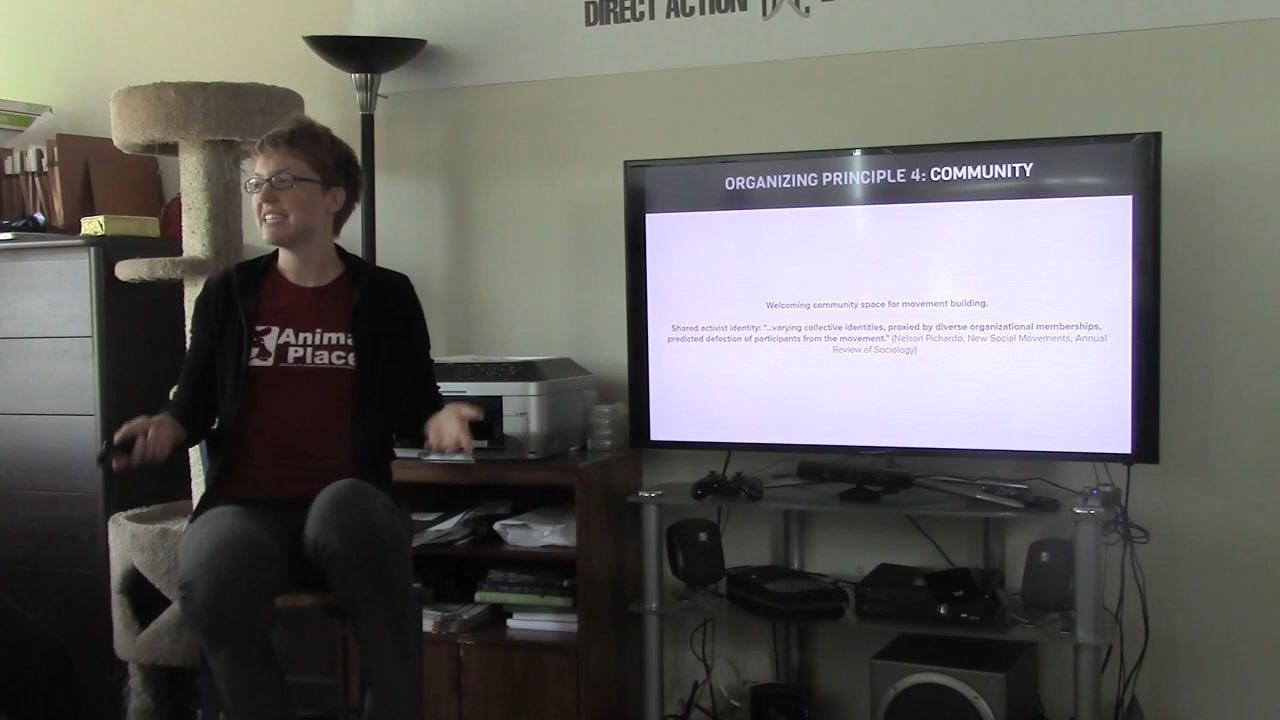 DIRECT ACTION
ORGANIZING PRINCIPLE 4: COMMUNITY
Welcoming community space for movement building.
Shared activist identity: "...varying collective identities, proxied by diverse organizational memberships,
predicted defection of participants from the movement." (Nelson Pichardo, New Social Movements, Annual
Review of Sociology)
Anima
Place